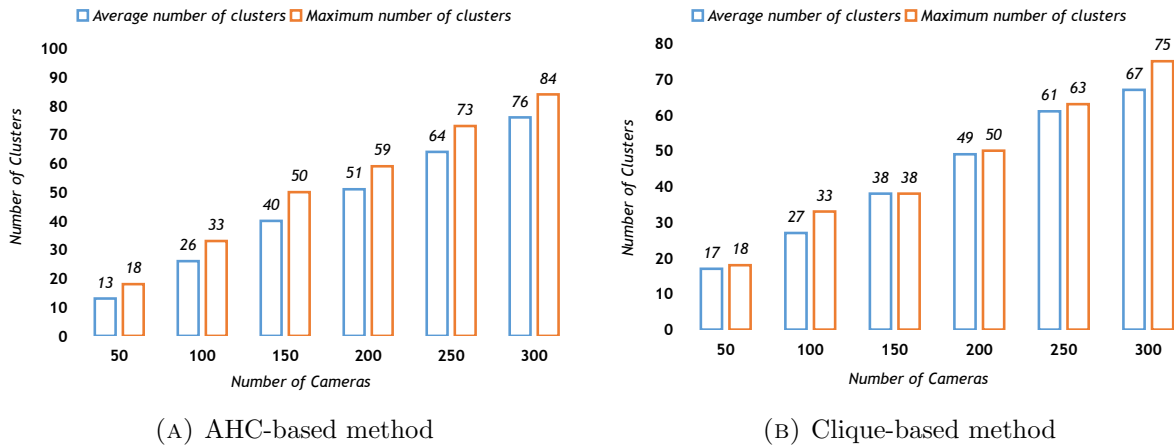 Average number of clusters Maximum number of clusters
100
90
80
70
60
50
40
30
20
10
0
Number of Clusters
13 18 26 33 40 50 51 59 64 73 76 84
50 100 150 200 250 300
Number of Cameras
(A) AHC-based method
Average number of clusters Maximum number of clusters
80
70
60
50
40
30
20
10
0
Number of Clusters
17 18 27 33 38 38 49 50 61 63 67 75
50 100 150 200 250 300
Number of Cameras
(B) Clique-based method